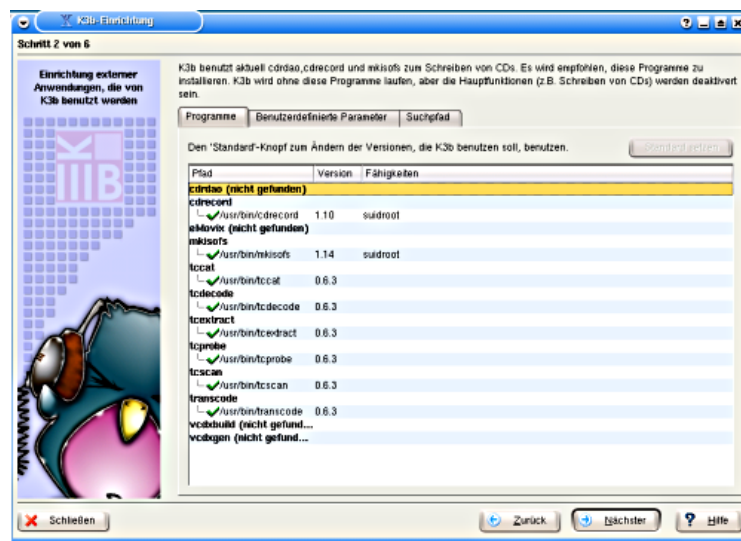 K3b-Einrichtung
Schritt 2 von 6
Einrichtung externer
Anwendungen, die von
K3b benutzt werden
K3b benutzt aktuell cdrdao,cdrecord und mkisofs zum Schreiben von CDs. Es wird empfohlen, diese Programme zu
installieren. K3b wird ohne diese Programme laufen, aber die Hauptfunktionen (z.B. Schreiben von CDs) werden deaktivert
sein.
Programme Benutzerdefinierte Parameter Suchpfad
Den 'Standard'-Knopf zum Ändern der Versionen, die K3b benutzen soll, benutzen. Standard setzen
Pfad Version Fähigkeiten
cdrdao (nicht gefunden)
cdrecord
/usr/bin/cdrecord 1.10 suidroot
eMovix (nicht gefunden)
mkisofs
/usr/bin/mkisofs 1.14 suidroot
tccat
/usr/bin/tccat 0.6.3
tcdecode
/usr/bin/tcdecode 0.6.3
tcextract
/usr/bin/tcextract 0.6.3
tcprobe
/usr/bin/tcprobe 0.6.3
tcscan
/usr/bin/tcscan 0.6.3
transcode
/usr/bin/transcode 0.6.3
vcdxbuild (nicht gefund...
vcdxgen (nicht gefund...
KIIIB
Schließen Zurück Nächster Hilfe